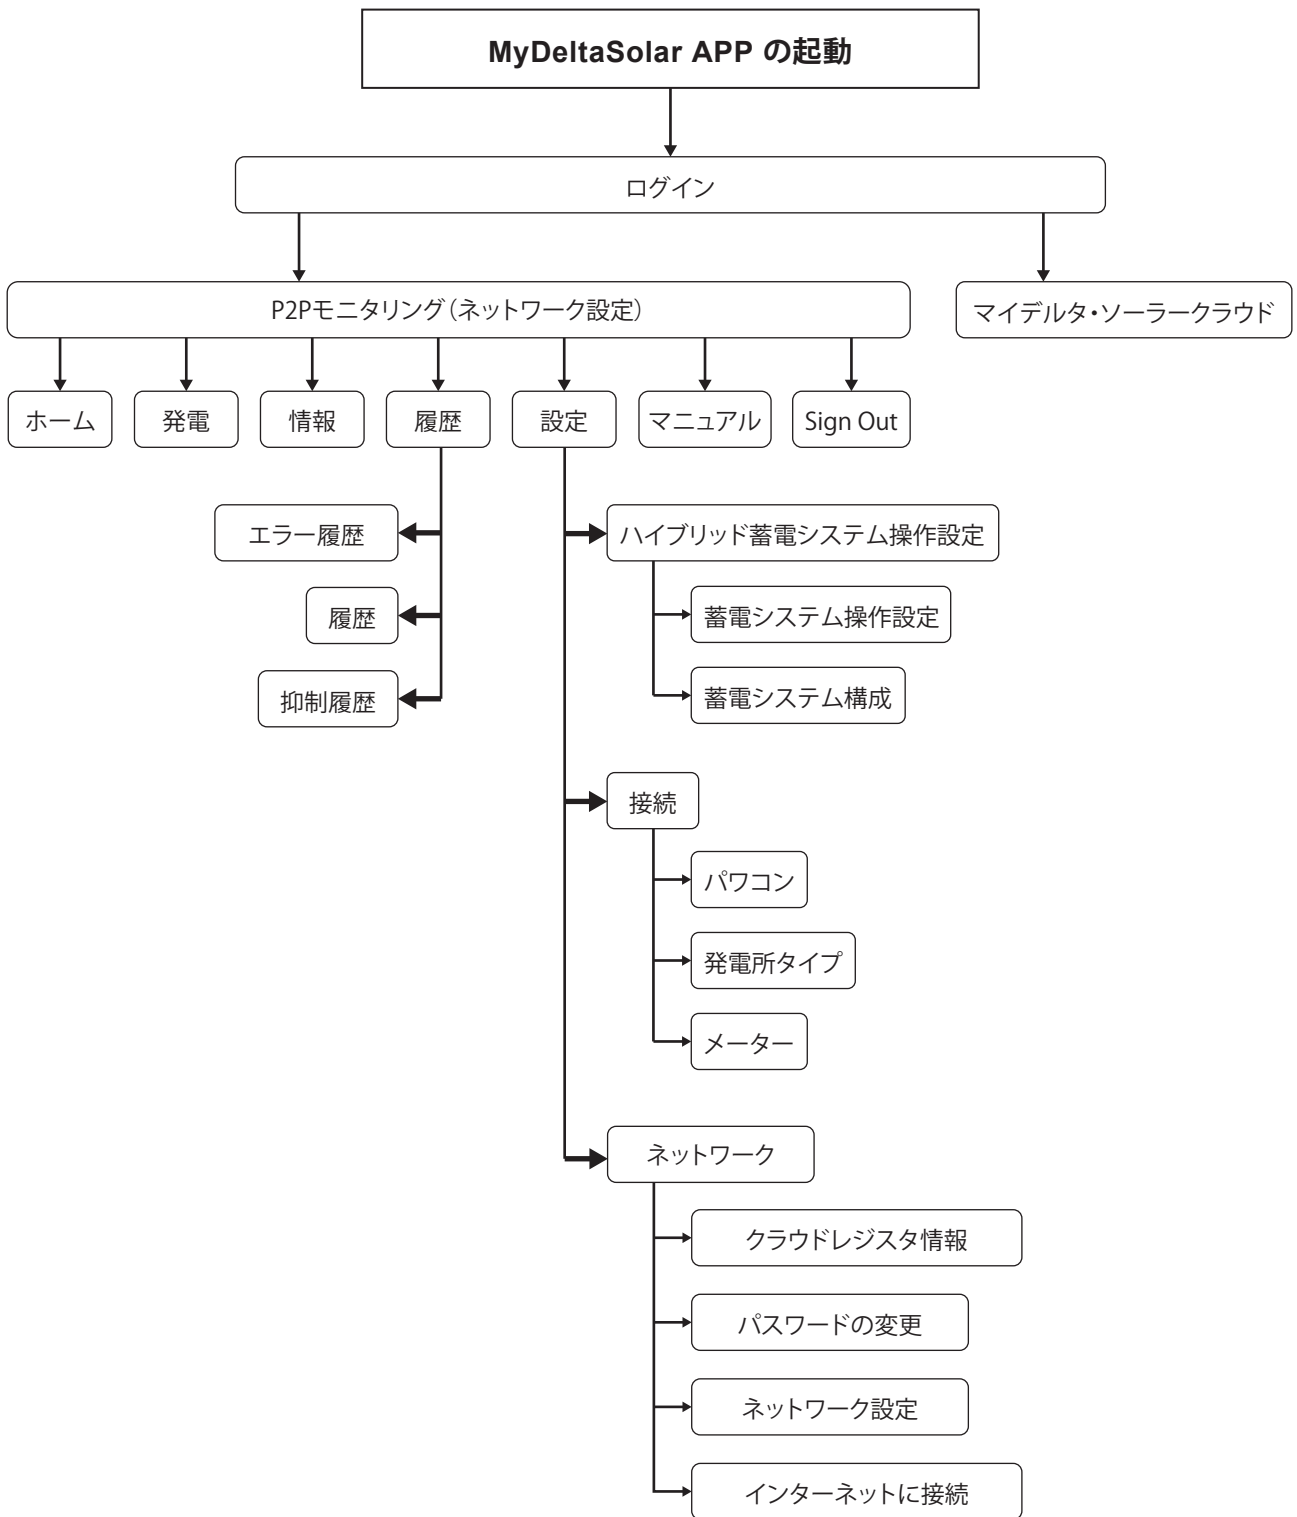 MyDeltaSolar APP の起動
ログイン
P2Pモニタリング（ネットワーク設定）
マイデルタ・ソーラークラウド
ホーム
発電
情報
履歴
設定
マニュアル
Sign Out
エラー履歴
履歴
抑制履歴
ハイブリッド蓄電システム操作設定
蓄電システム操作設定
蓄電システム構成
接続
パワコン
発電所タイプ
メーター
ネットワーク
クラウドレジスタ情報
パスワードの変更
ネットワーク設定
インターネットに接続